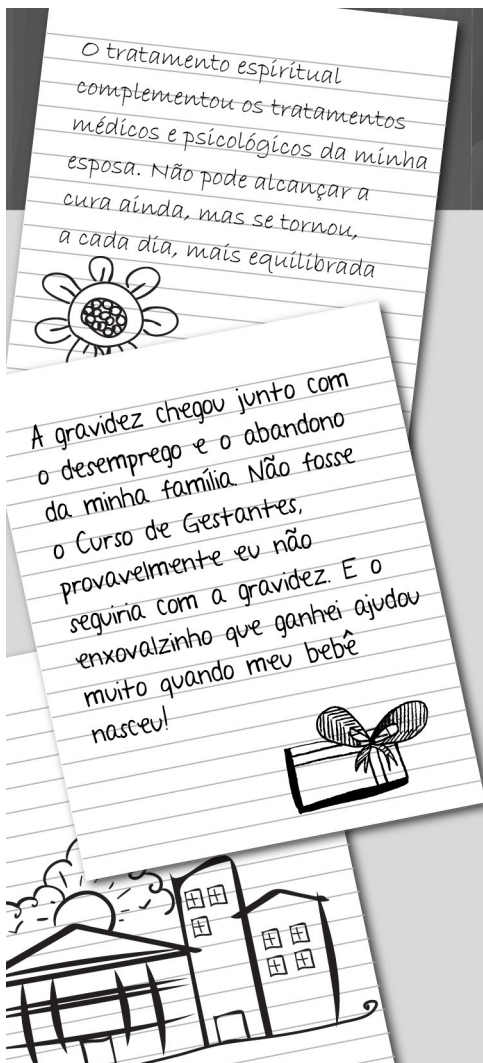 O tratamento espiritual
complementou os tratamentos
médicos e psicológicos da minha
esposa. Não pode alcançar a
cura ainda, mas se tornou,
a cada dia, mais equilibrada
A gravidez chegou junto com
o desemprego e o abandono
da minha família. Não fosse
o Curso de Gestantes,
provavelmente eu não
seguiria com a gravidez. E o
enxovalzinho que ganhei ajudou
muito quando meu bebê
nasceu!